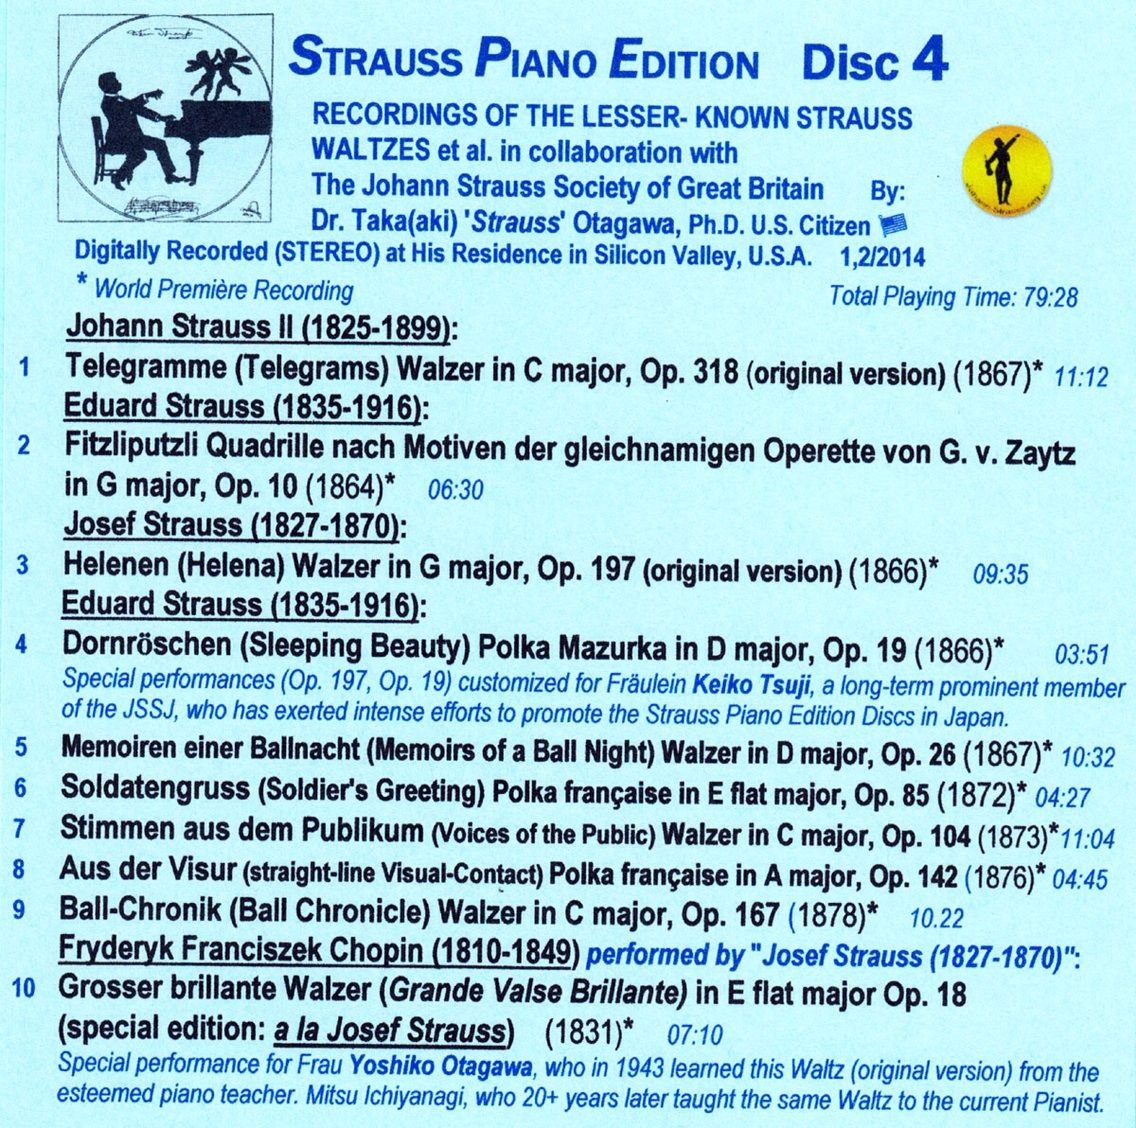 STRAUSS PIANO EDITION Disc 4
RECORDINGS OF THE LESSER- KNOWN STRAUSS
WALTZES et al. in collaboration with
The Johann Strauss Society of Great Britain By:
Dr. Taka(aki) 'Strauss' Otagawa, Ph.D. U.S. Citizen
Digitally Recorded (STEREO) at His Residence in Silicon Valley, U.S.A. 1,2/2014
* World Première Recording Total Playing Time: 79:28
Johann Strauss II (1825-1899):
1 Telegramme (Telegrams) Walzer in C major, Op. 318 (original version) (1867)* 11:12
Eduard Strauss (1835-1916):
2 Fitzliputzli Quadrille nach Motiven der gleichnamigen Operette von G. v. Zaytz
in G major, Op. 10 (1864)* 06:30
Josef Strauss (1827-1870):
3 Helenen (Helena) Walzer in G major, Op. 197 (original version) (1866)* 09:35
Eduard Strauss (1835-1916):
4 Dornröschen (Sleeping Beauty) Polka Mazurka in D major, Op. 19 (1866)* 03:51
Special performances (Op. 197, Op. 19) customized for Fräulein Keiko Tsuji, a long-term prominent member
of the JSSJ, who has exerted intense efforts to promote the Strauss Piano Edition Discs in Japan.
5 Memoiren einer Ballnacht (Memoirs of a Ball Night) Walzer in D major, Op. 26 (1867)* 10:32
6 Soldatengruss (Soldier's Greeting) Polka française in E flat major, Op. 85 (1872)* 04:27
7 Stimmen aus dem Publikum (Voices of the Public) Walzer in C major, Op. 104 (1873)* 11:04
8 Aus der Visur (straight-line Visual-Contact) Polka française in A major, Op. 142 (1876)* 04:45
9 Ball-Chronik (Ball Chronicle) Walzer in C major, Op. 167 (1878)* 10.22
Fryderyk Franciszek Chopin (1810-1849) performed by "Josef Strauss (1827-1870)":
10 Grosser brillante Walzer (Grande Valse Brillante) in E flat major Op. 18
(special edition: a la Josef Strauss) (1831)* 07:10
Special performance for Frau Yoshiko Otagawa, who in 1943 learned this Waltz (original version) from the
esteemed piano teacher. Mitsu Ichiyanagi, who 20+ years later taught the same Waltz to the current Pianist.